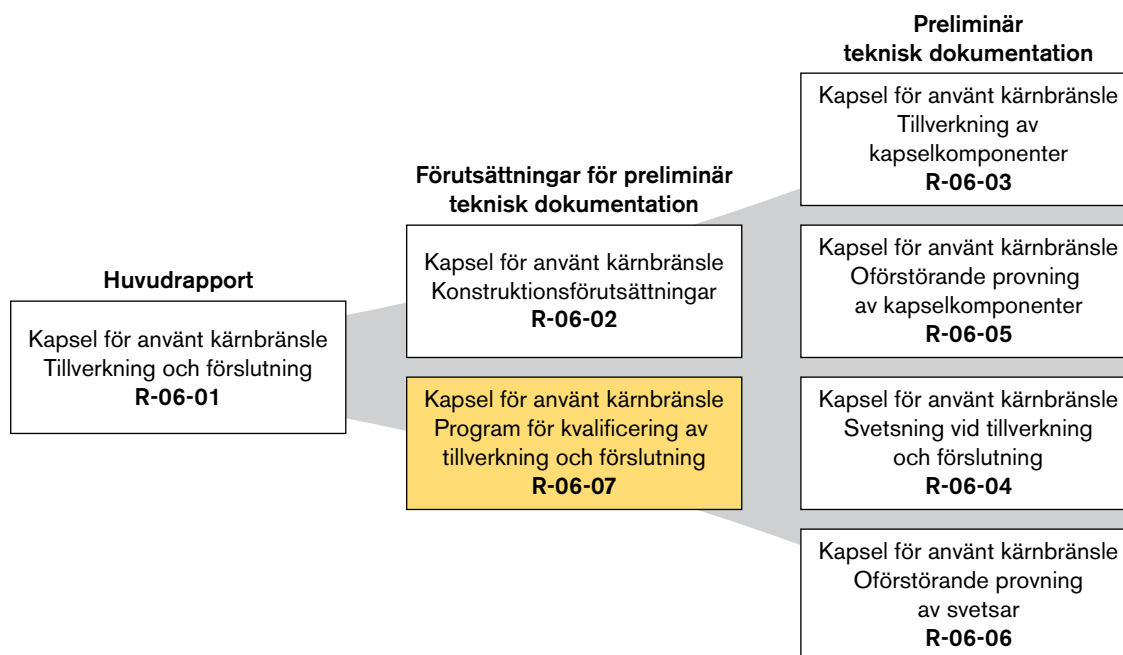 Huvudrapport
Kapsel för använt kärnbränsle
Tillverkning och förslutning
R-06-01
Förutsättningar för preliminär
teknisk dokumentation
Kapsel för använt kärnbränsle
Konstruktionsförutsättningar
R-06-02
Kapsel för använt kärnbränsle
Program för kvalificering av
tillverkning och förslutning
R-06-07
Preliminär
teknisk dokumentation
Kapsel för använt kärnbränsle
Tillverkning av
kapselkomponenter
R-06-03
Kapsel för använt kärnbränsle
Oförstörande provning
av kapselkomponenter
R-06-05
Kapsel för använt kärnbränsle
Svetsning vid tillverkning
och förslutning
R-06-04
Kapsel för använt kärnbränsle
Oförstörande provning
av svetsar
R-06-06